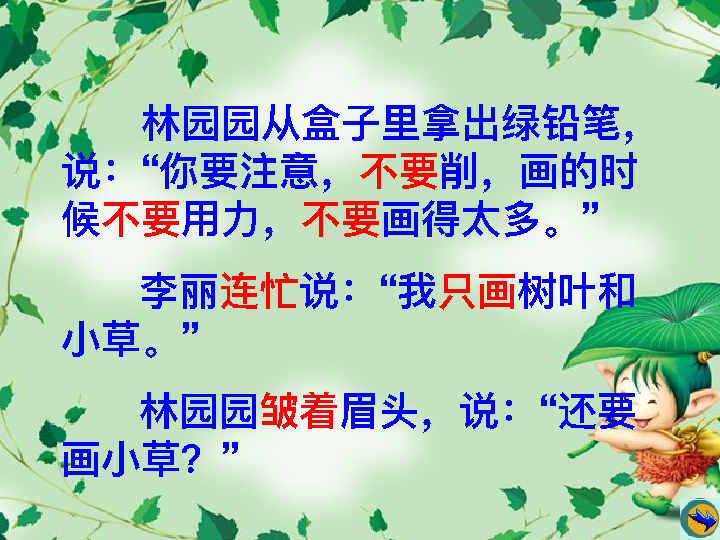 林园园从盒子里拿出绿铅笔，
说：“你要注意，不要削，画的时
候不要用力，不要画得太多。”
李丽连忙说：“我只画树叶和
小草。”
林园园皱着眉头，说：“还要
画小草？”